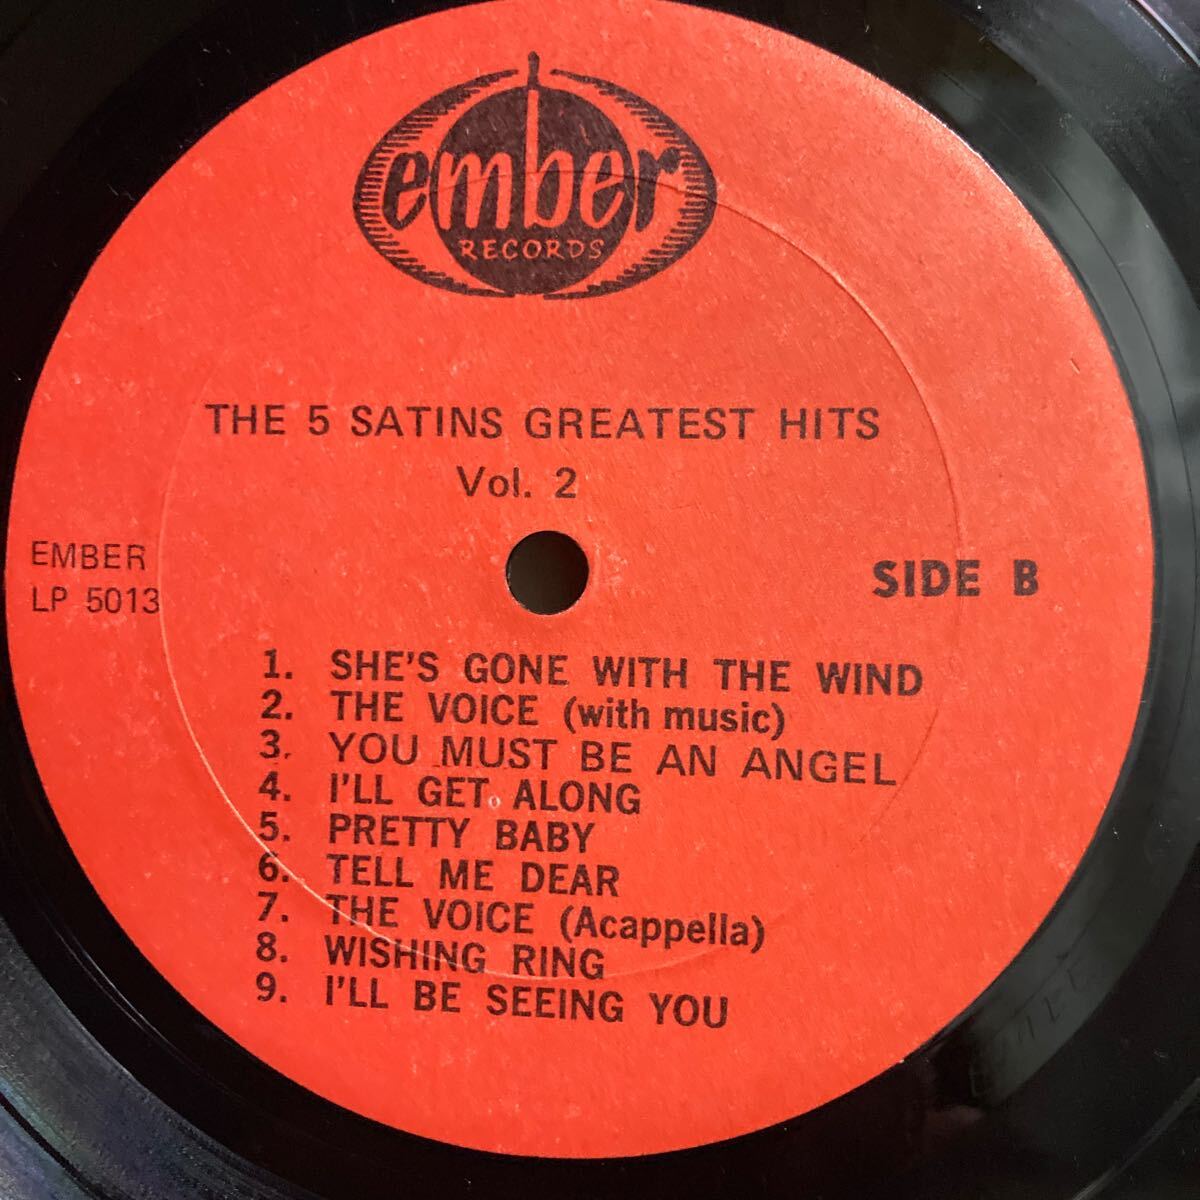 ember
RECORDS
THE 5 SATINS GREATEST HITS
Vol. 2
EMBER
LP 5013
SIDE B
1. SHE'S GONE WITH THE WIND
2. THE VOICE (with music)
3. YOU MUST BE AN ANGEL
4. I'LL GET ALONG
5. PRETTY BABY
6. TELL ME DEAR
7. THE VOICE (Acappella)
8. WISHING RING
9. I'LL BE SEEING YOU